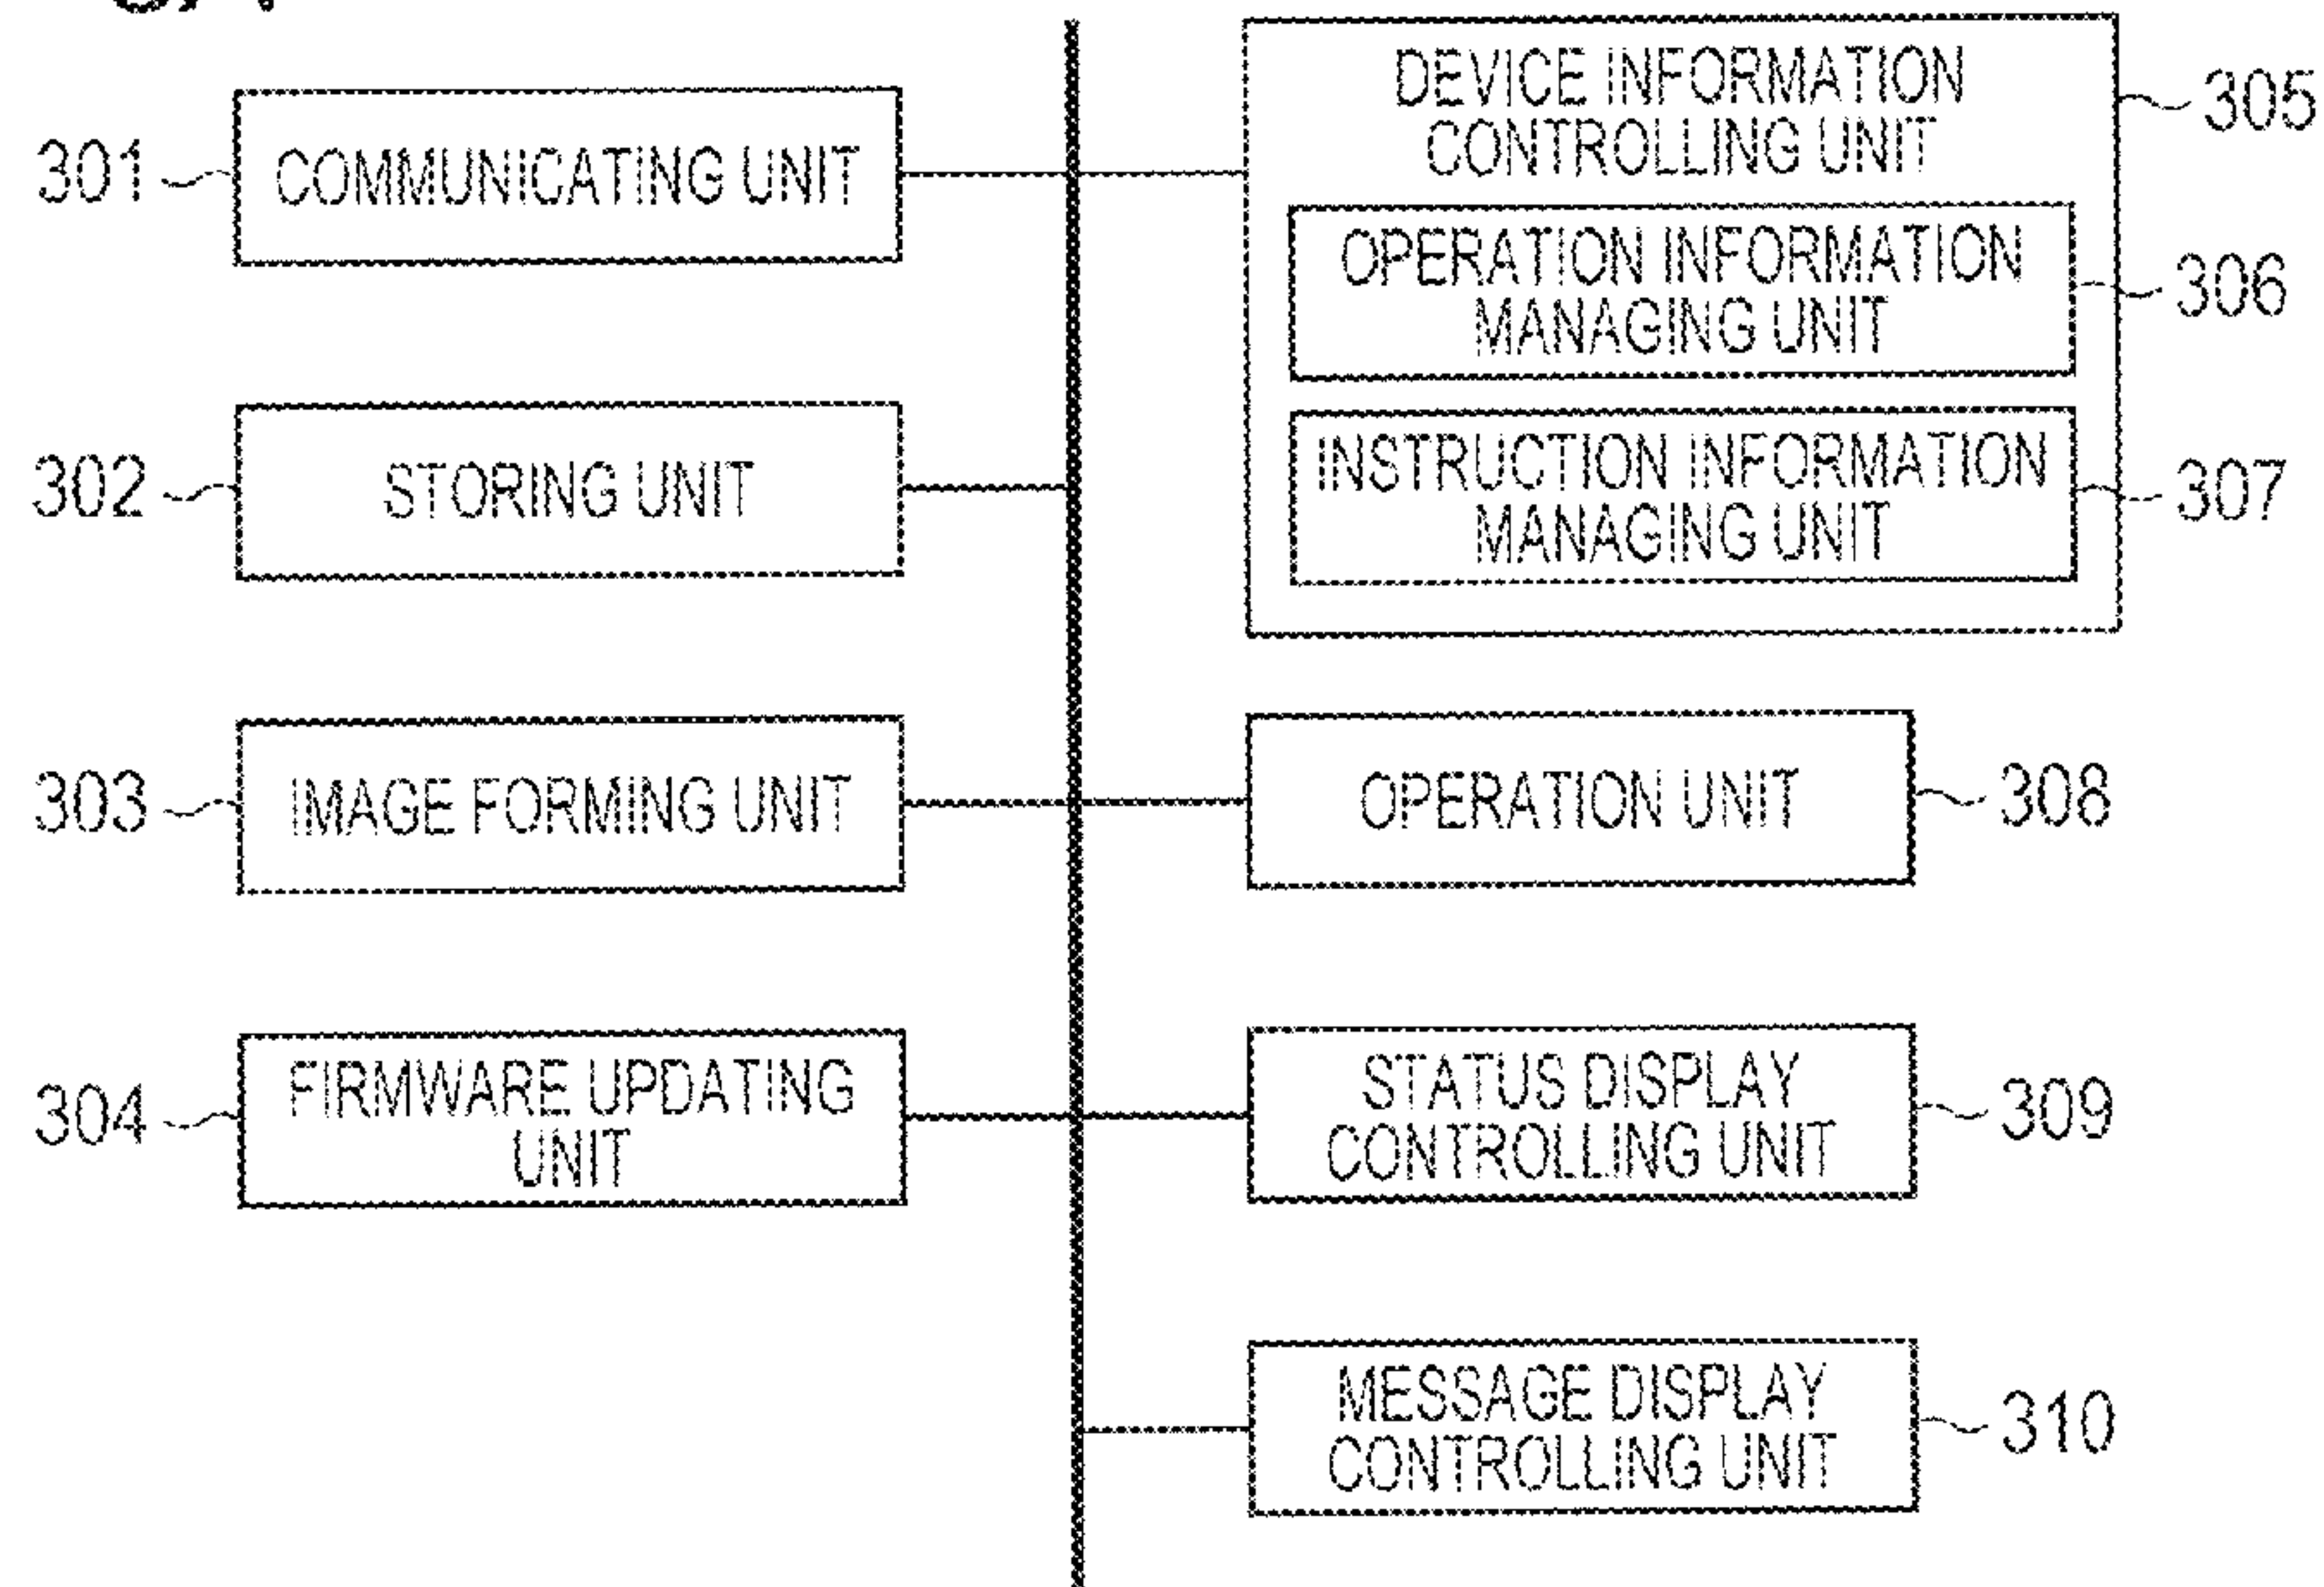 301
COMMUNICATING UNIT
302
STORING UNIT
303
IMAGE FORMING UNIT
304
FIRMWARE UPDATING
UNIT
DEVICE INFORMATION
CONTROLLING UNIT
305
OPERATION INFORMATION
MANAGING UNIT
306
INSTRUCTION INFORMATION
MANAGING UNIT
307
OPERATION UNIT
308
STATUS DISPLAY
CONTROLLING UNIT
309
MESSAGE DISPLAY
CONTROLLING UNIT
310